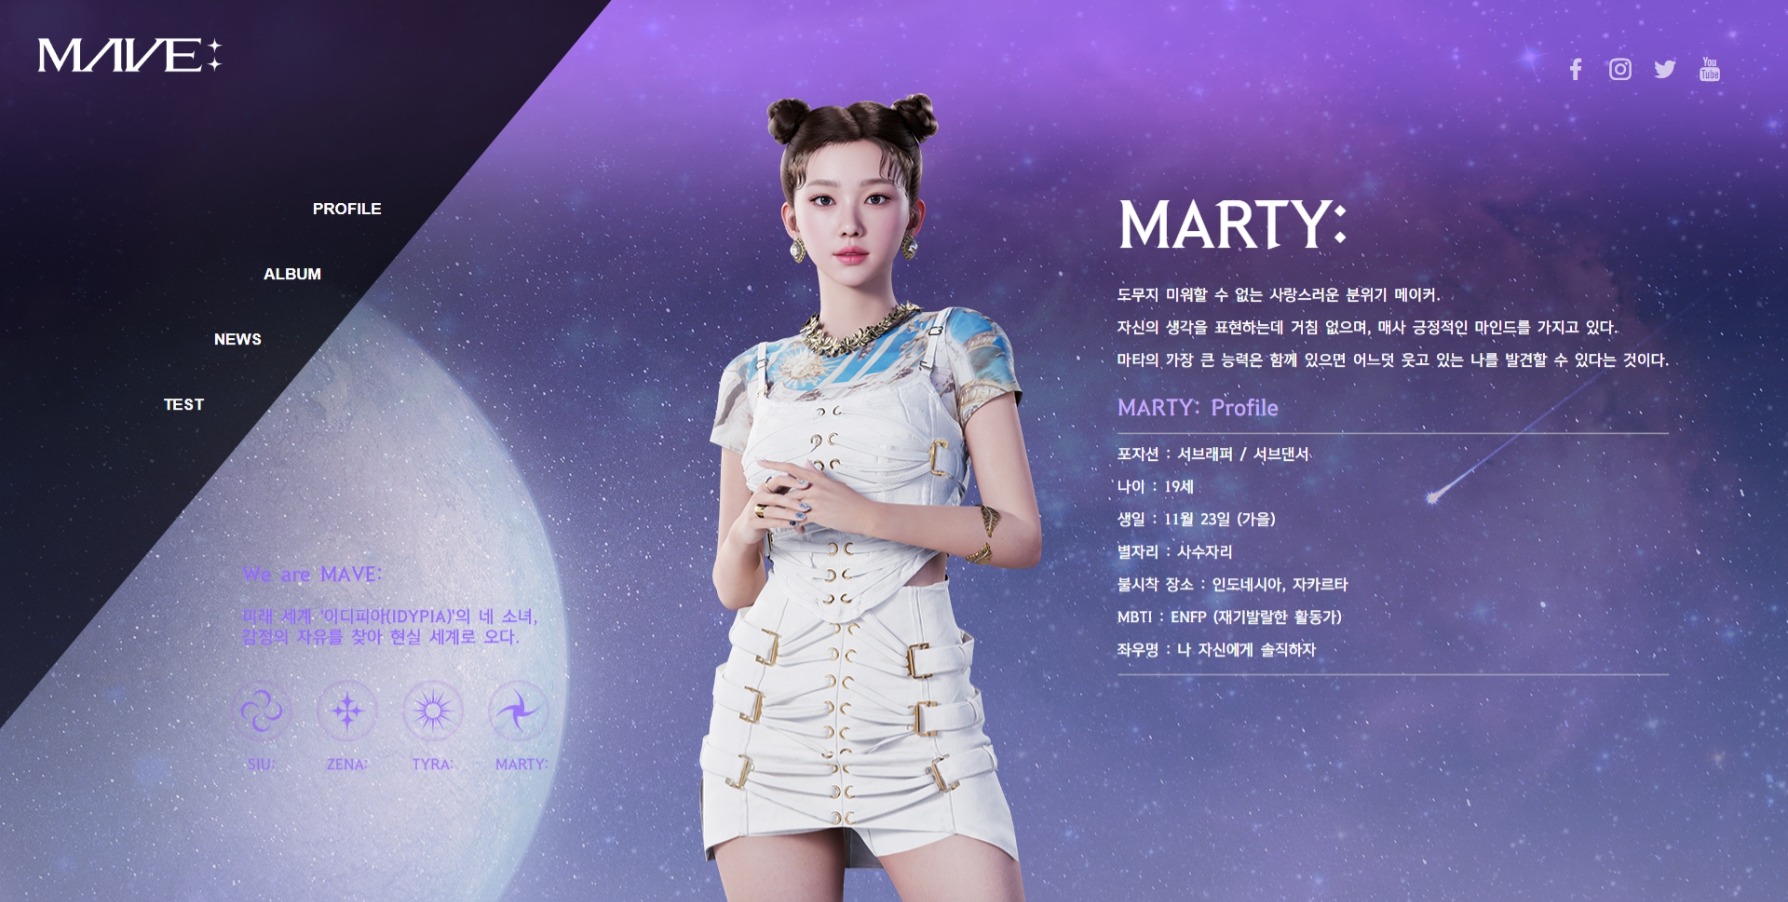 MAVE:
PROFILE
ALBUM
NEWS
TEST
We are MAVE:
미래 세계 '이디피아(IDYPIA)'의 네 소녀,
감정의 자유를 찾아 현실 세계로 오다.
SIU:
ZENA:
TYRA:
MARTY:
You
Tube
MARTY:
도무지 미워할 수 없는 사랑스러운 분위기 메이커.
자신의 생각을 표현하는데 거침 없으며, 매사 긍정적인 마인드를 가지고 있다.
마티의 가장 큰 능력은 함께 있으면 어느덧 웃고 있는 나를 발견할 수 있다는 것이다.
MARTY: Profile
포지션 : 서브래퍼 / 서브댄서
나이 : 19세
생일 : 11월 23일 (가을)
별자리 : 사수자리
불시착 장소 : 인도네시아, 자카르타
MBTI : ENFP (재기발랄한 활동가)
좌우명 : 나 자신에게 솔직하자